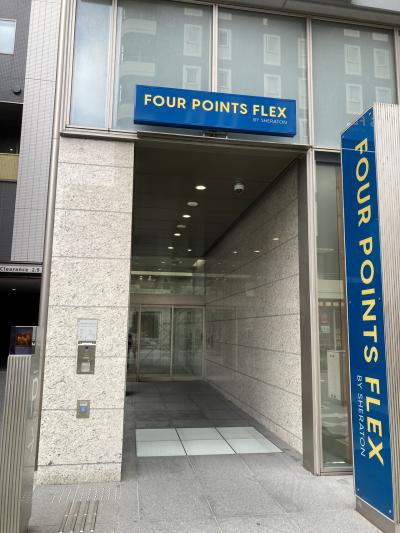 FOUR POINTS FLEX
BY SHERATON
Clearance 2.9
FOUR POINTS FLEX
BY SHERATON